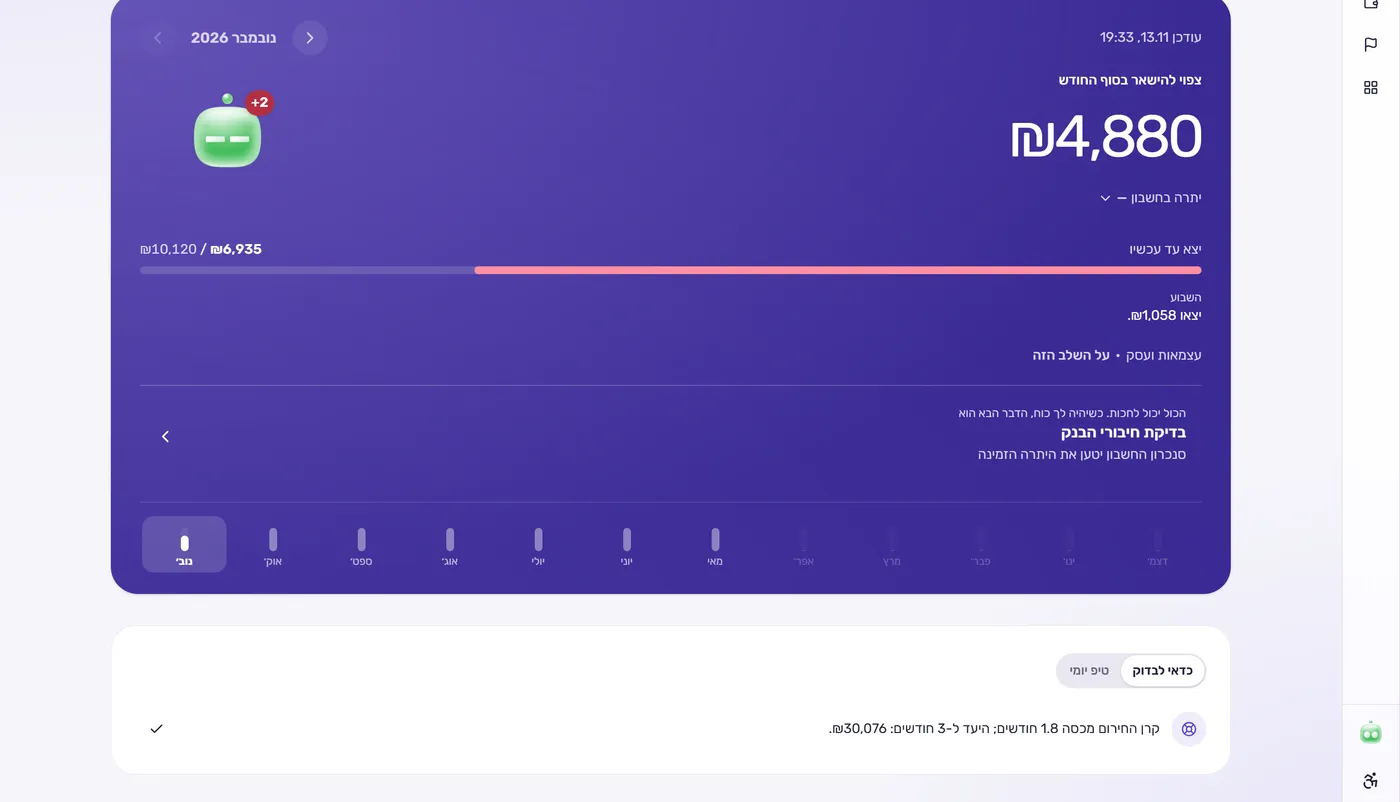 עודכן 13.11, 19:33
נובמבר 2026
צפוי להישאר בסוף החודש
₪4,880
+2
יתרה בחשבון —
יצא עד עכשיו
₪6,935 / ₪10,120
השבוע
יצאו ₪1,058.
עצמאות ועסק • על השלב הזה
הכול יכול לחכות. כשיהיה לך כוח, הדבר הבא הוא
בדיקת חיבורי הבנק
סנכרון החשבון יטען את היתרה הזמינה
דצמ׳
ינו׳
פבר׳
מרץ
אפר׳
מאי
יוני
יולי
אוג׳
ספט׳
אוק׳
נוב׳
כדאי לבדוק
טיפ יומי
קרן החירום מכסה 1.8 חודשים; היעד ל-3 חודשים: ₪30,076.